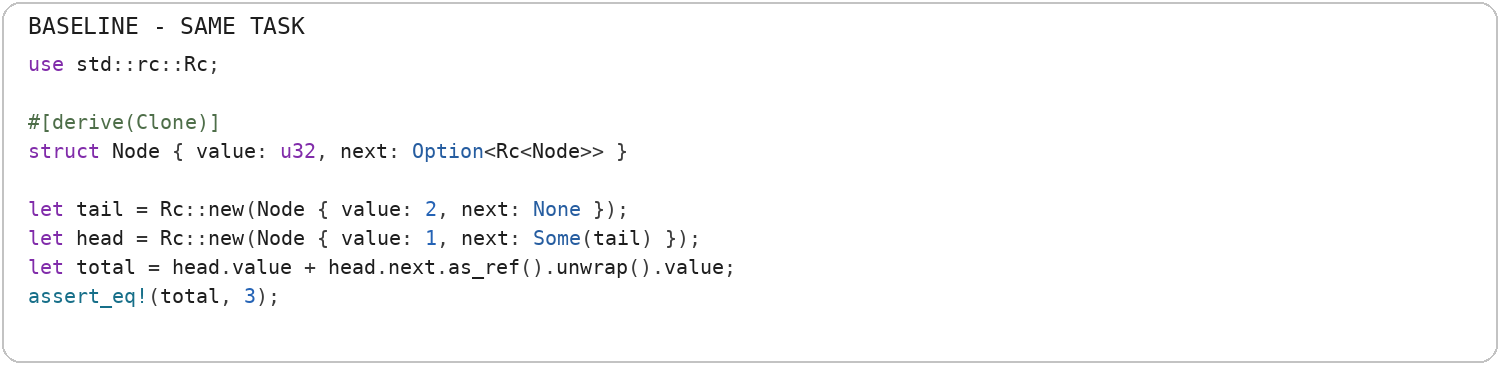 BASELINE - SAME TASK
use std::rc::Rc;
#[derive(Clone)]
struct Node { value: u32, next: Option<Rc<Node>> }
let tail = Rc::new(Node { value: 2, next: None });
let head = Rc::new(Node { value: 1, next: Some(tail) });
let total = head.value + head.next.as_ref().unwrap().value;
assert_eq!(total, 3);